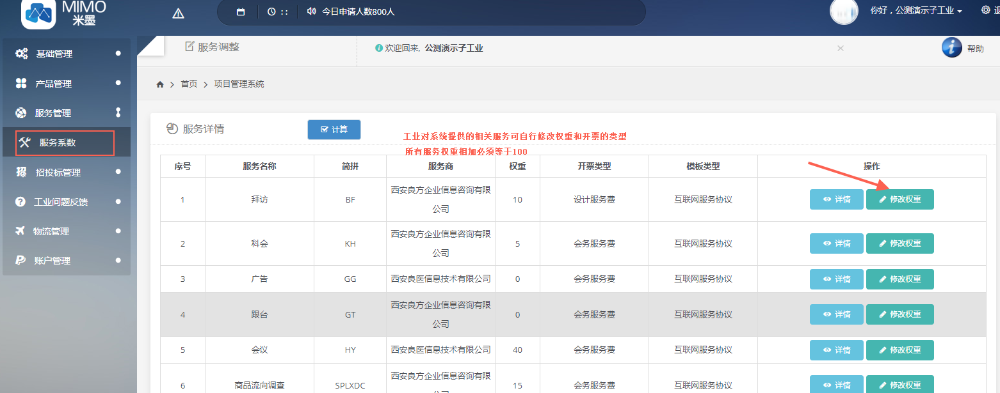 MIMO
米墨
: :
今日申请人数800人
你好，公测演示子工业
服务调整
欢迎回来, 公测演示子工业
×
帮助
基础管理
产品管理
服务管理
服务系数
招投标管理
工业问题反馈
物流管理
账户管理
首页
项目管理系统
服务详情
计算
工业对系统提供的相关服务可自行修改权重和开票的类型
所有服务权重相加必须等于100
序号 服务名称 简拼 服务商 权重 开票类型 模板类型 操作
1 拜访 BF 西安良方企业信息咨询有限
公司 10 设计服务费 互联网服务协议 详情 修改权重
2 科会 KH 西安良方企业信息咨询有限
公司 5 会务服务费 互联网服务协议 详情 修改权重
3 广告 GG 西安良医信息技术有限公司 0 会务服务费 互联网服务协议 详情 修改权重
4 跟台 GT 西安良方企业信息咨询有限
公司 0 会务服务费 互联网服务协议 详情 修改权重
5 会议 HY 西安良医信息技术有限公司 40 会务服务费 互联网服务协议 详情 修改权重
6 商品流向调查 SPLXDC 西安良方企业信息咨询有限
15 会务服务费 互联网服务协议 详情 修改权重